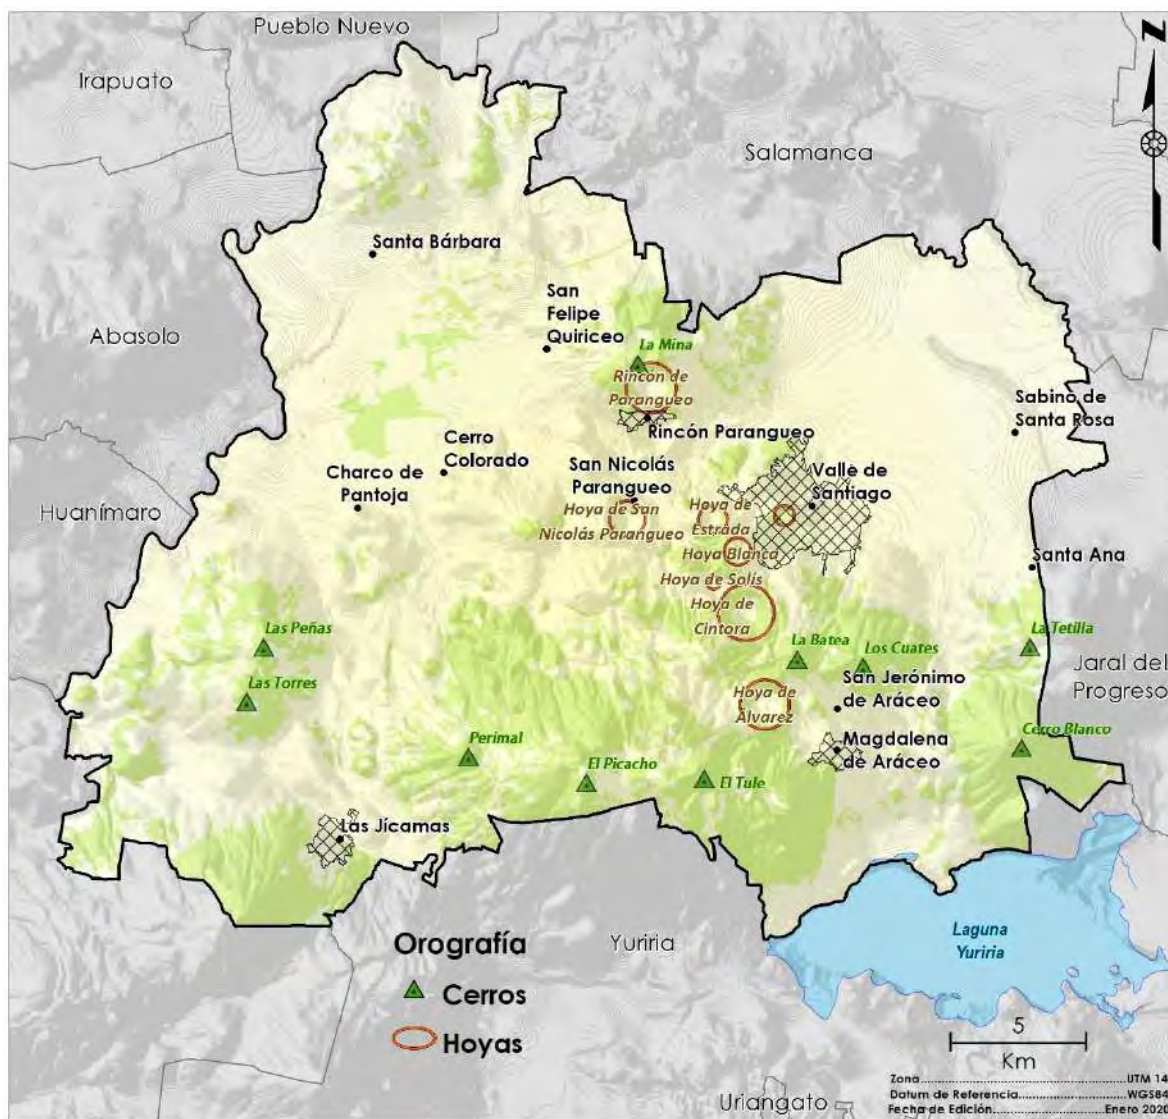 Pueblo Nuevo
Irapuato
Salamanca
Z
Santa Bárbara
San
Felipe
Quiriceo
Abasolo
La Mina
Rincón de
Parangueo
Rincón Parangueo
Sabino de
Santa Rosa
Cerro
Colorado
Charco de
Pantoja
San Nicolás
Parangueo
Valle de
Santiago
Huanímaro
Hoya de San
Nicolás Parangueo
Hoya de
Estrada
Hoya Blanca
Santa Ana
Hoya de Solís
Hoya de
Cintora
Las Peñas
La Batea
Los Cuates
La Tetilla
Jaral del
Progreso
Las Torres
Hoya de
Álvarez
San Jerónimo
de Aráceo
Perimal
El Picacho
El Tule
Magdalena
de Aráceo
Cerro Blanco
Las Jícamas
Laguna
Yuriria
Yuriria
Orografía
Cerros
Hoyas
5
Km
Uriangato
Zona UTM 14
Datum de Referencia WGS84
Fecha de Edición Enero 2020